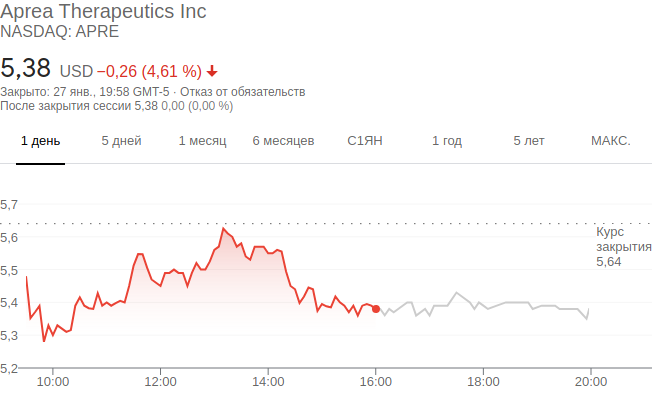 Aprea Therapeutics Inc
NASDAQ: APRE
5,38 USD −0,26 (4,61 %)
Закрыто: 27 янв., 19:58 GMT-5 · Отказ от обязательств
После закрытия сессии 5,38 0,00 (0,00 %)
1 день 5 дней 1 месяц 6 месяцев С1ЯН 1 год 5 лет МАКС.
5,7
5,6
5,5
5,4
5,3
5,2
Курс
закрытия
5,64
10:00 12:00 14:00 16:00 18:00 20:00